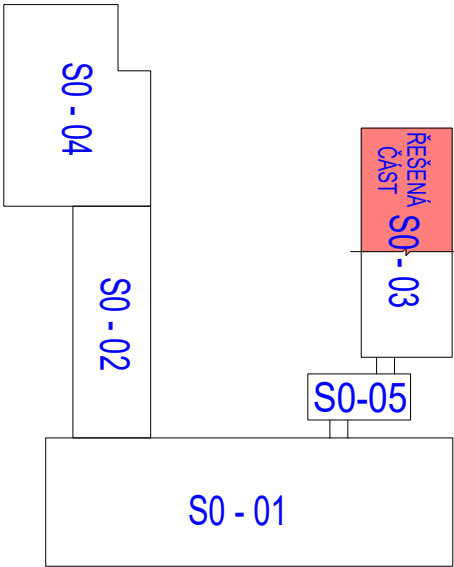 S0 - 04
ŘEŠENÁ
ČÁST
S0 - 03
S0 - 02
S0-05
S0 - 01